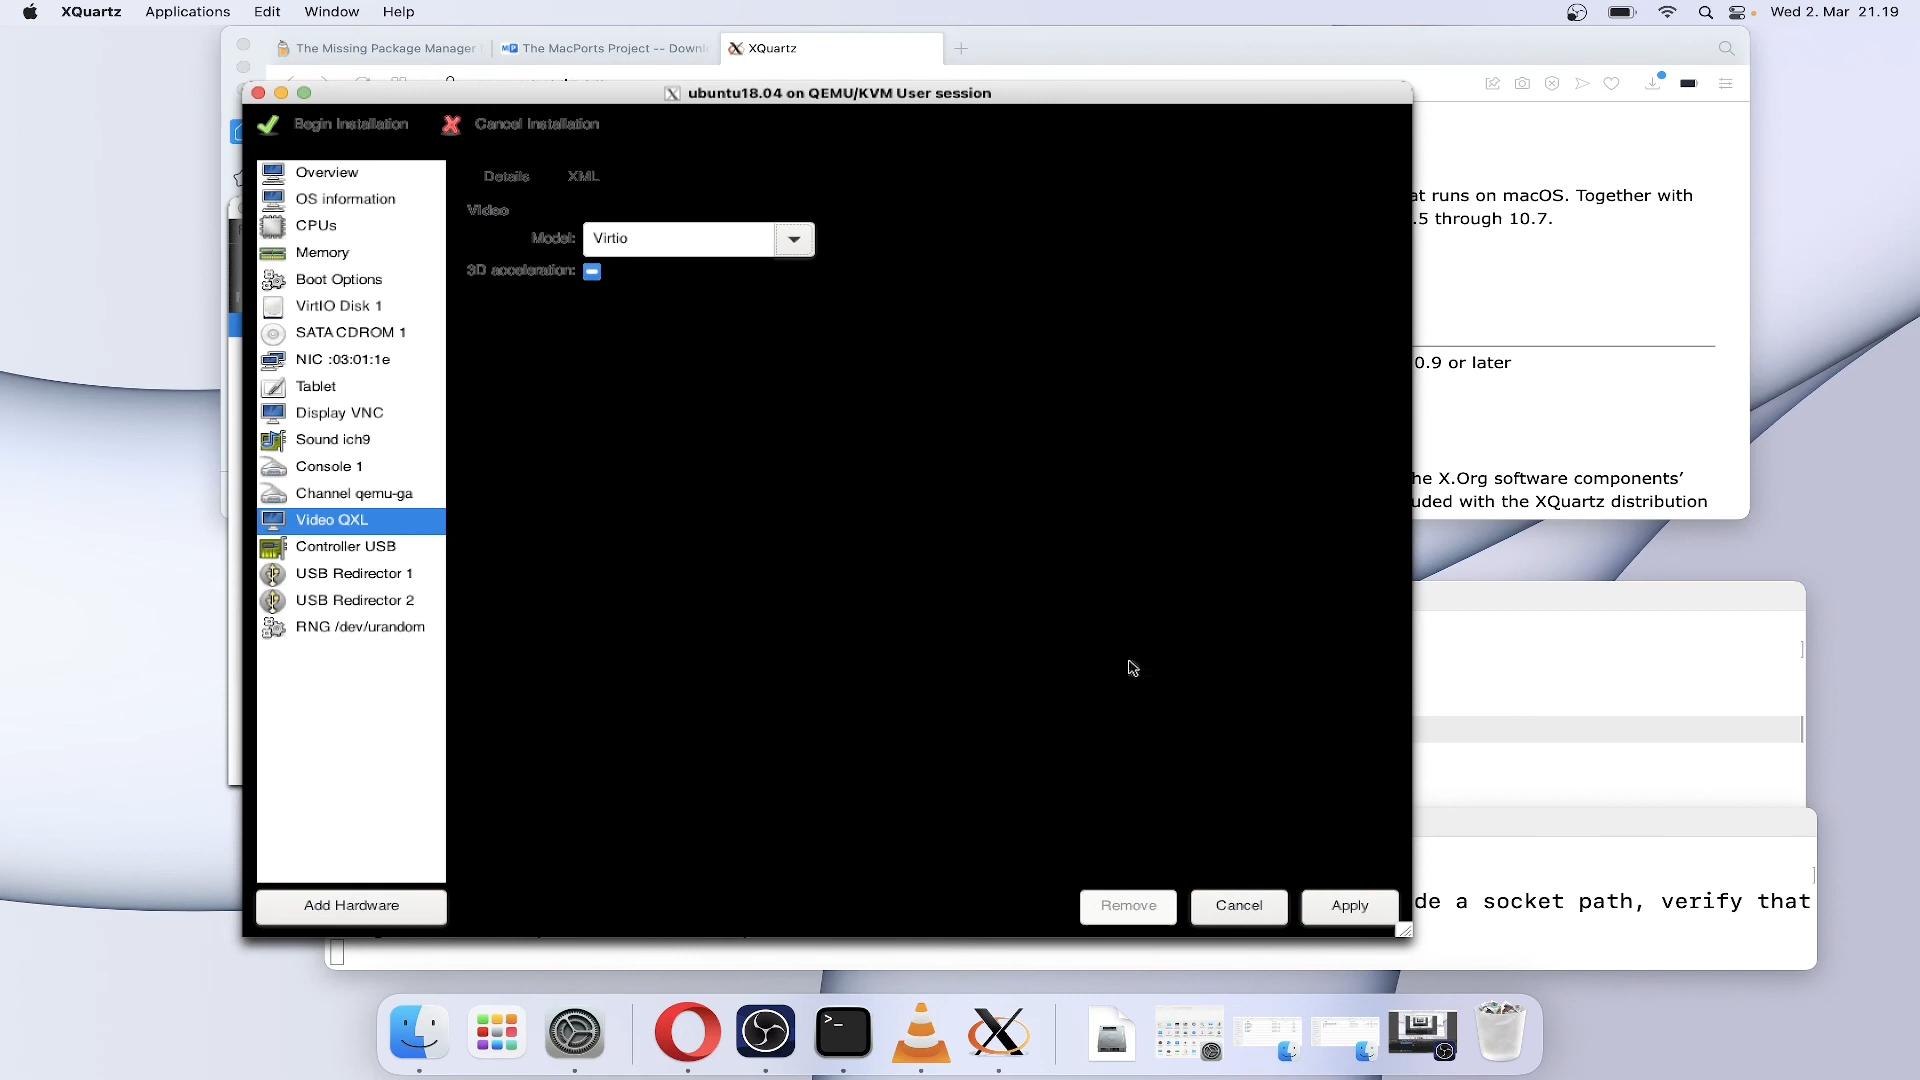 XQuartz Applications Edit Window Help Wed 2. Mar 21.19
The Missing Package Manager
The MacPorts Project -- Downl
XQuartz
ubuntu18.04 on QEMU/KVM User session
Begin Installation
Cancel Installation
Overview
OS information
CPUs
Memory
Boot Options
VirtIO Disk 1
SATA CDROM 1
NIC :03:01:1e
Tablet
Display VNC
Sound ich9
Console 1
Channel qemu-ga
Video QXL
Controller USB
USB Redirector 1
USB Redirector 2
RNG /dev/urandom
Add Hardware
Details XML
Video
Model: Virtio
3D acceleration:
Remove
Cancel
Apply
at runs on macOS. Together with
.5 through 10.7.
0.9 or later
he X.Org software components’
uded with the XQuartz distribution
de a socket path, verify that